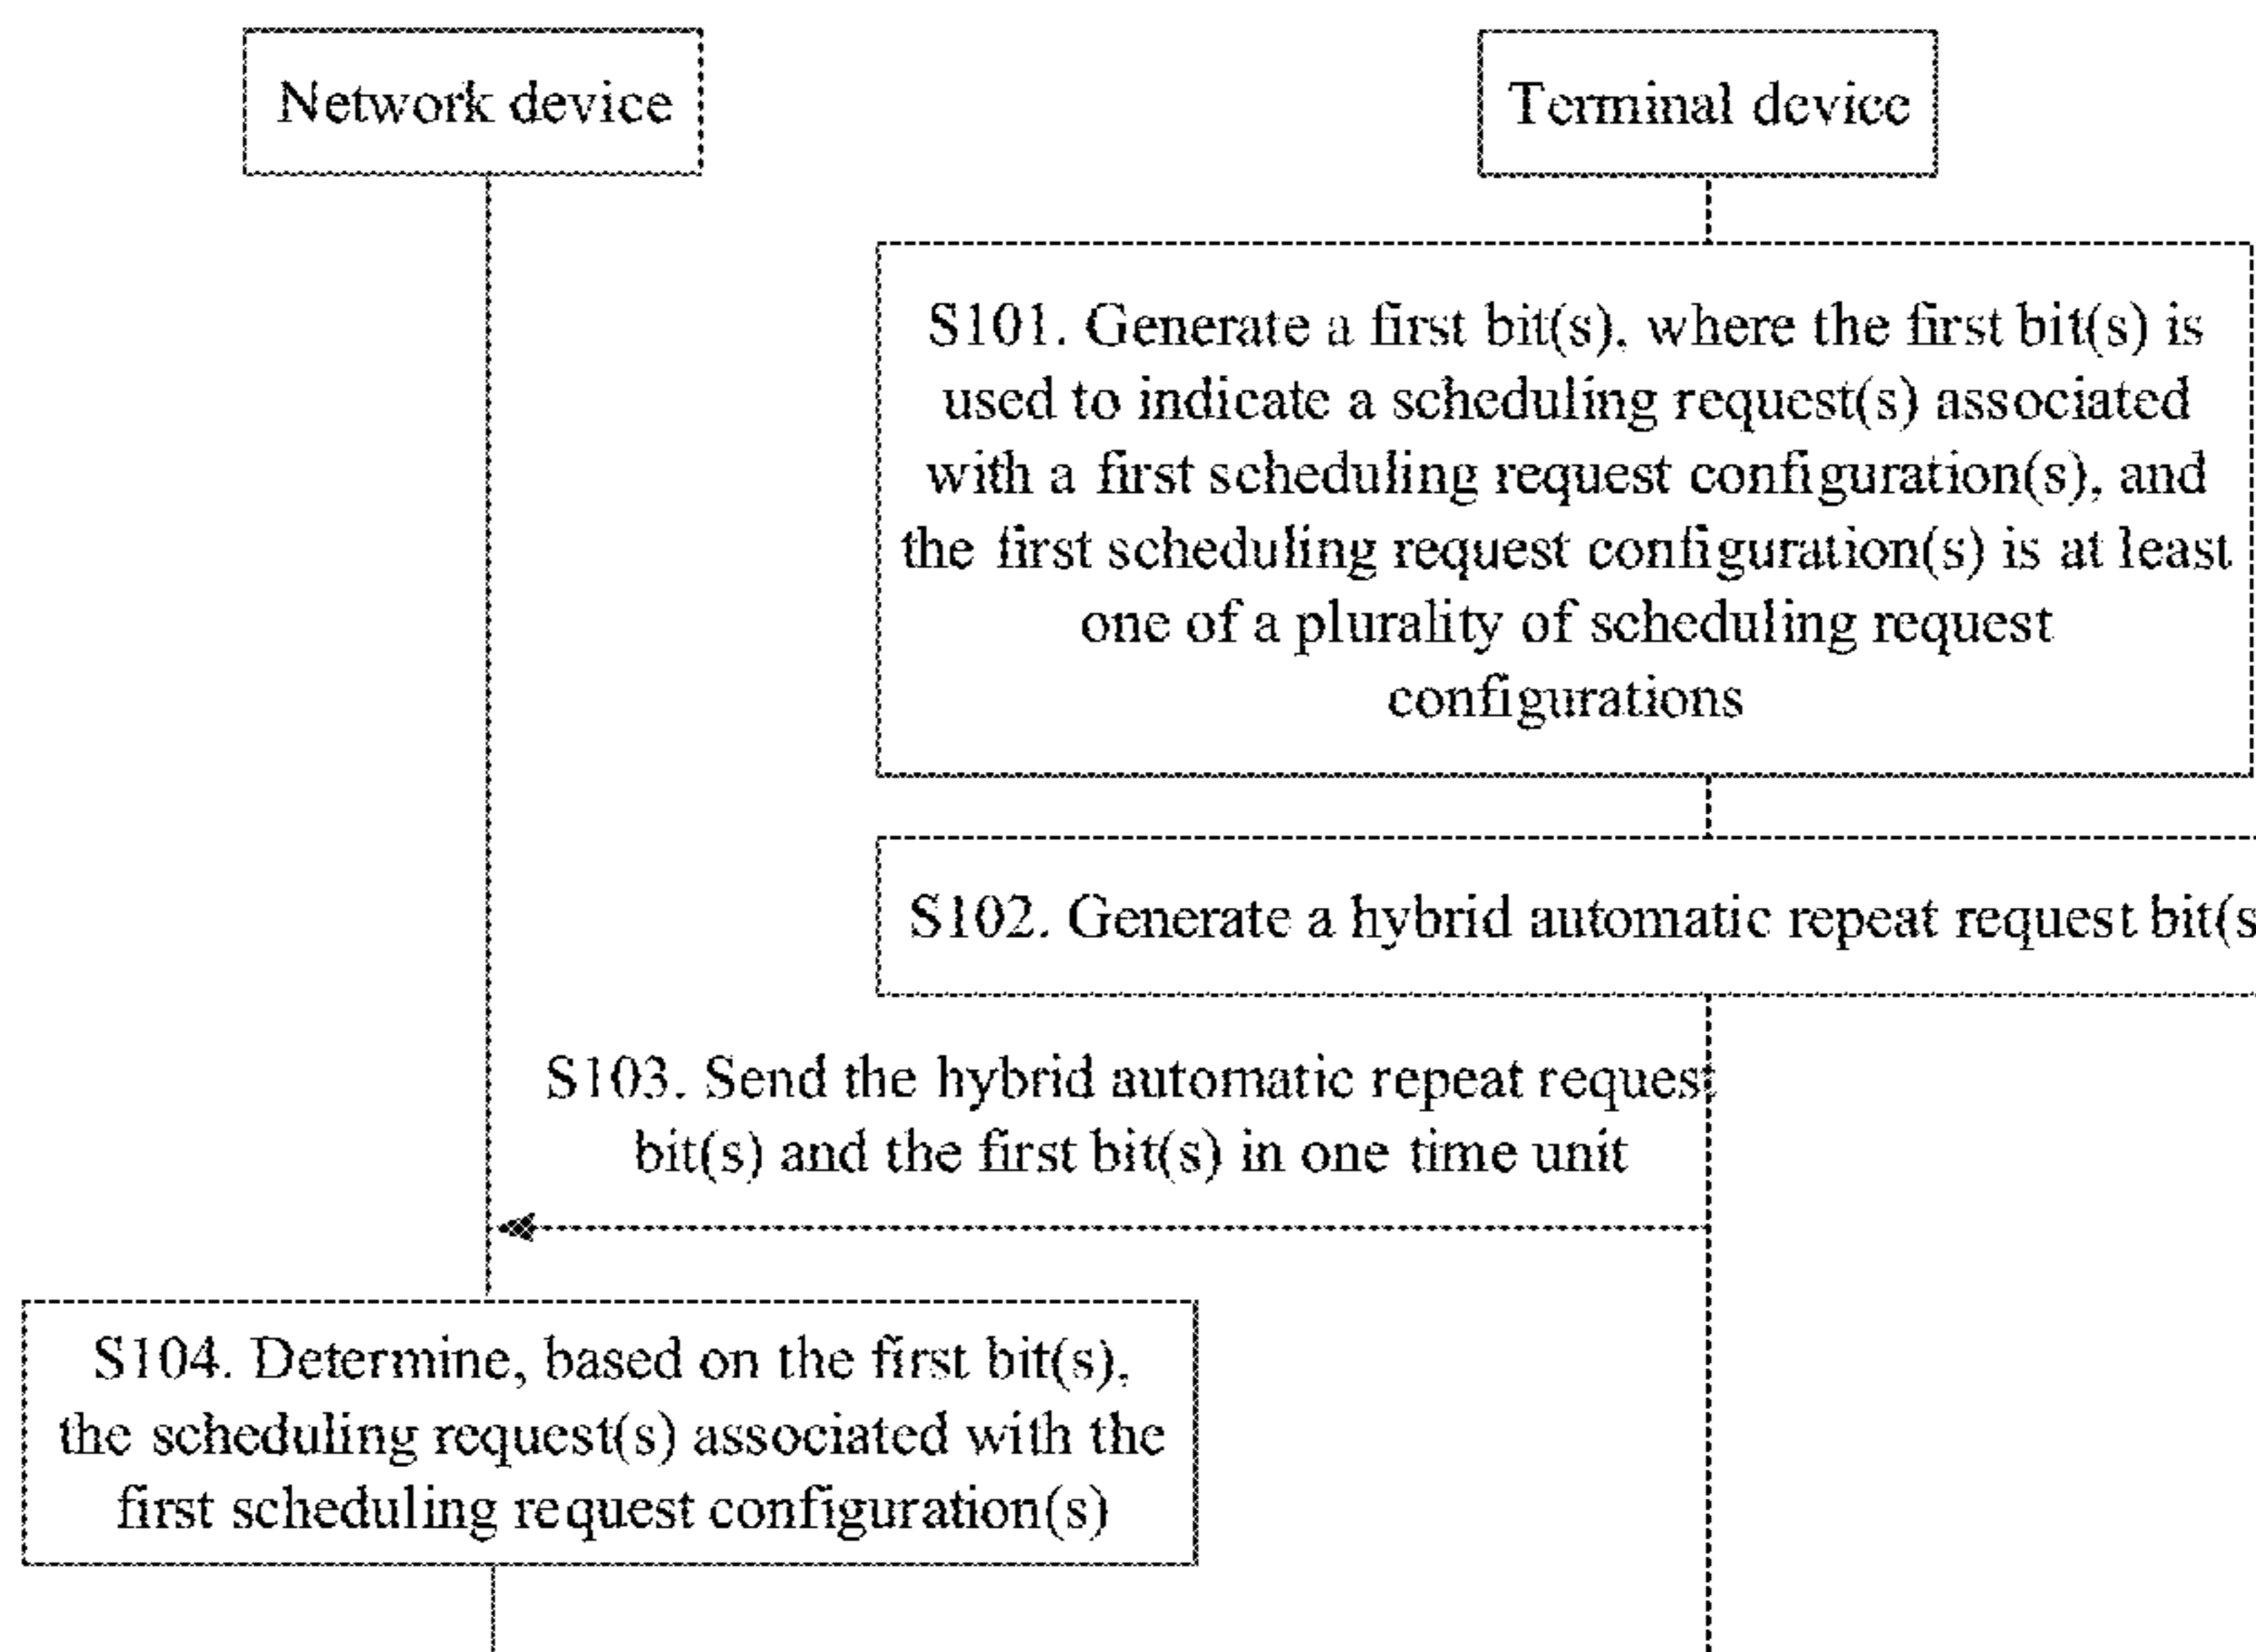 Network device
Terminal device
S101. Generate a first bit(s), where the first bit(s) is
used to indicate a scheduling request(s) associated
with a first scheduling request configuration(s), and
the first scheduling request configuration(s) is at least
one of a plurality of scheduling request
configurations
S102. Generate a hybrid automatic repeat request bit(s
S103. Send the hybrid automatic repeat request
bit(s) and the first bit(s) in one time unit
S104. Determine, based on the first bit(s),
the scheduling request(s) associated with the
first scheduling request configuration(s)